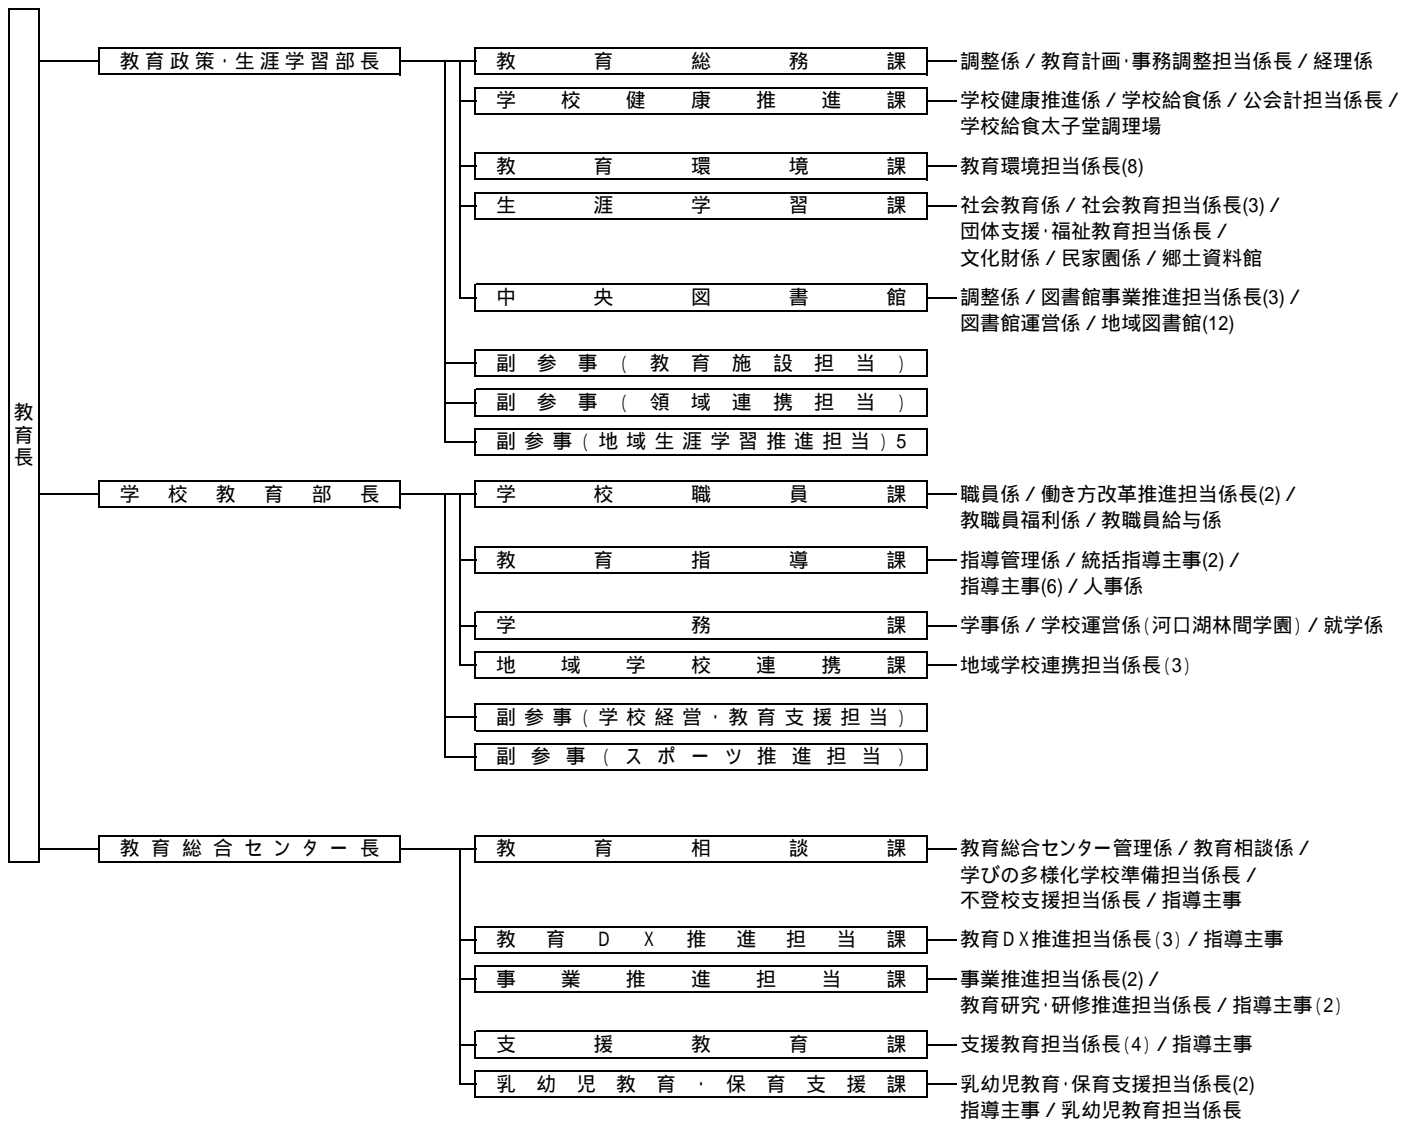 教育長
教育政策・生涯学習部長
教育総務課
調整係 / 教育計画・事務調整担当係長 / 経理係
学校健康推進課
学校健康推進係 / 学校給食係 / 公会計担当係長 /
学校給食太子堂調理場
教育環境課
教育環境担当係長(8)
生涯学習課
社会教育係 / 社会教育担当係長(3) /
団体支援・福祉教育担当係長 /
文化財係 / 民家園係 / 郷土資料館
中央図書館
調整係 / 図書館事業推進担当係長(3) /
図書館運営係 / 地域図書館(12)
副参事(教育施設担当)
副参事(領域連携担当)
副参事(地域生涯学習推進担当)5
学校教育部長
学校職員課
職員係 / 働き方改革推進担当係長(2) /
教職員福利係 / 教職員給与係
教育指導課
指導管理係 / 統括指導主事(2) /
指導主事(6) / 人事係
学務課
学事係 / 学校運営係(河口湖林間学園) / 就学係
地域学校連携課
地域学校連携担当係長(3)
副参事(学校経営・教育支援担当)
副参事(スポーツ推進担当)
教育総合センター長
教育相談課
教育総合センター管理係 / 教育相談係 /
学びの多様化学校準備担当係長 /
不登校支援担当係長 / 指導主事
教育DX推進担当課
教育DX推進担当係長(3) / 指導主事
事業推進担当課
事業推進担当係長(2) /
教育研究・研修推進担当係長 / 指導主事(2)
支援教育課
支援教育担当係長(4) / 指導主事
乳幼児教育・保育支援課
乳幼児教育・保育支援担当係長(2)
指導主事 / 乳幼児教育担当係長